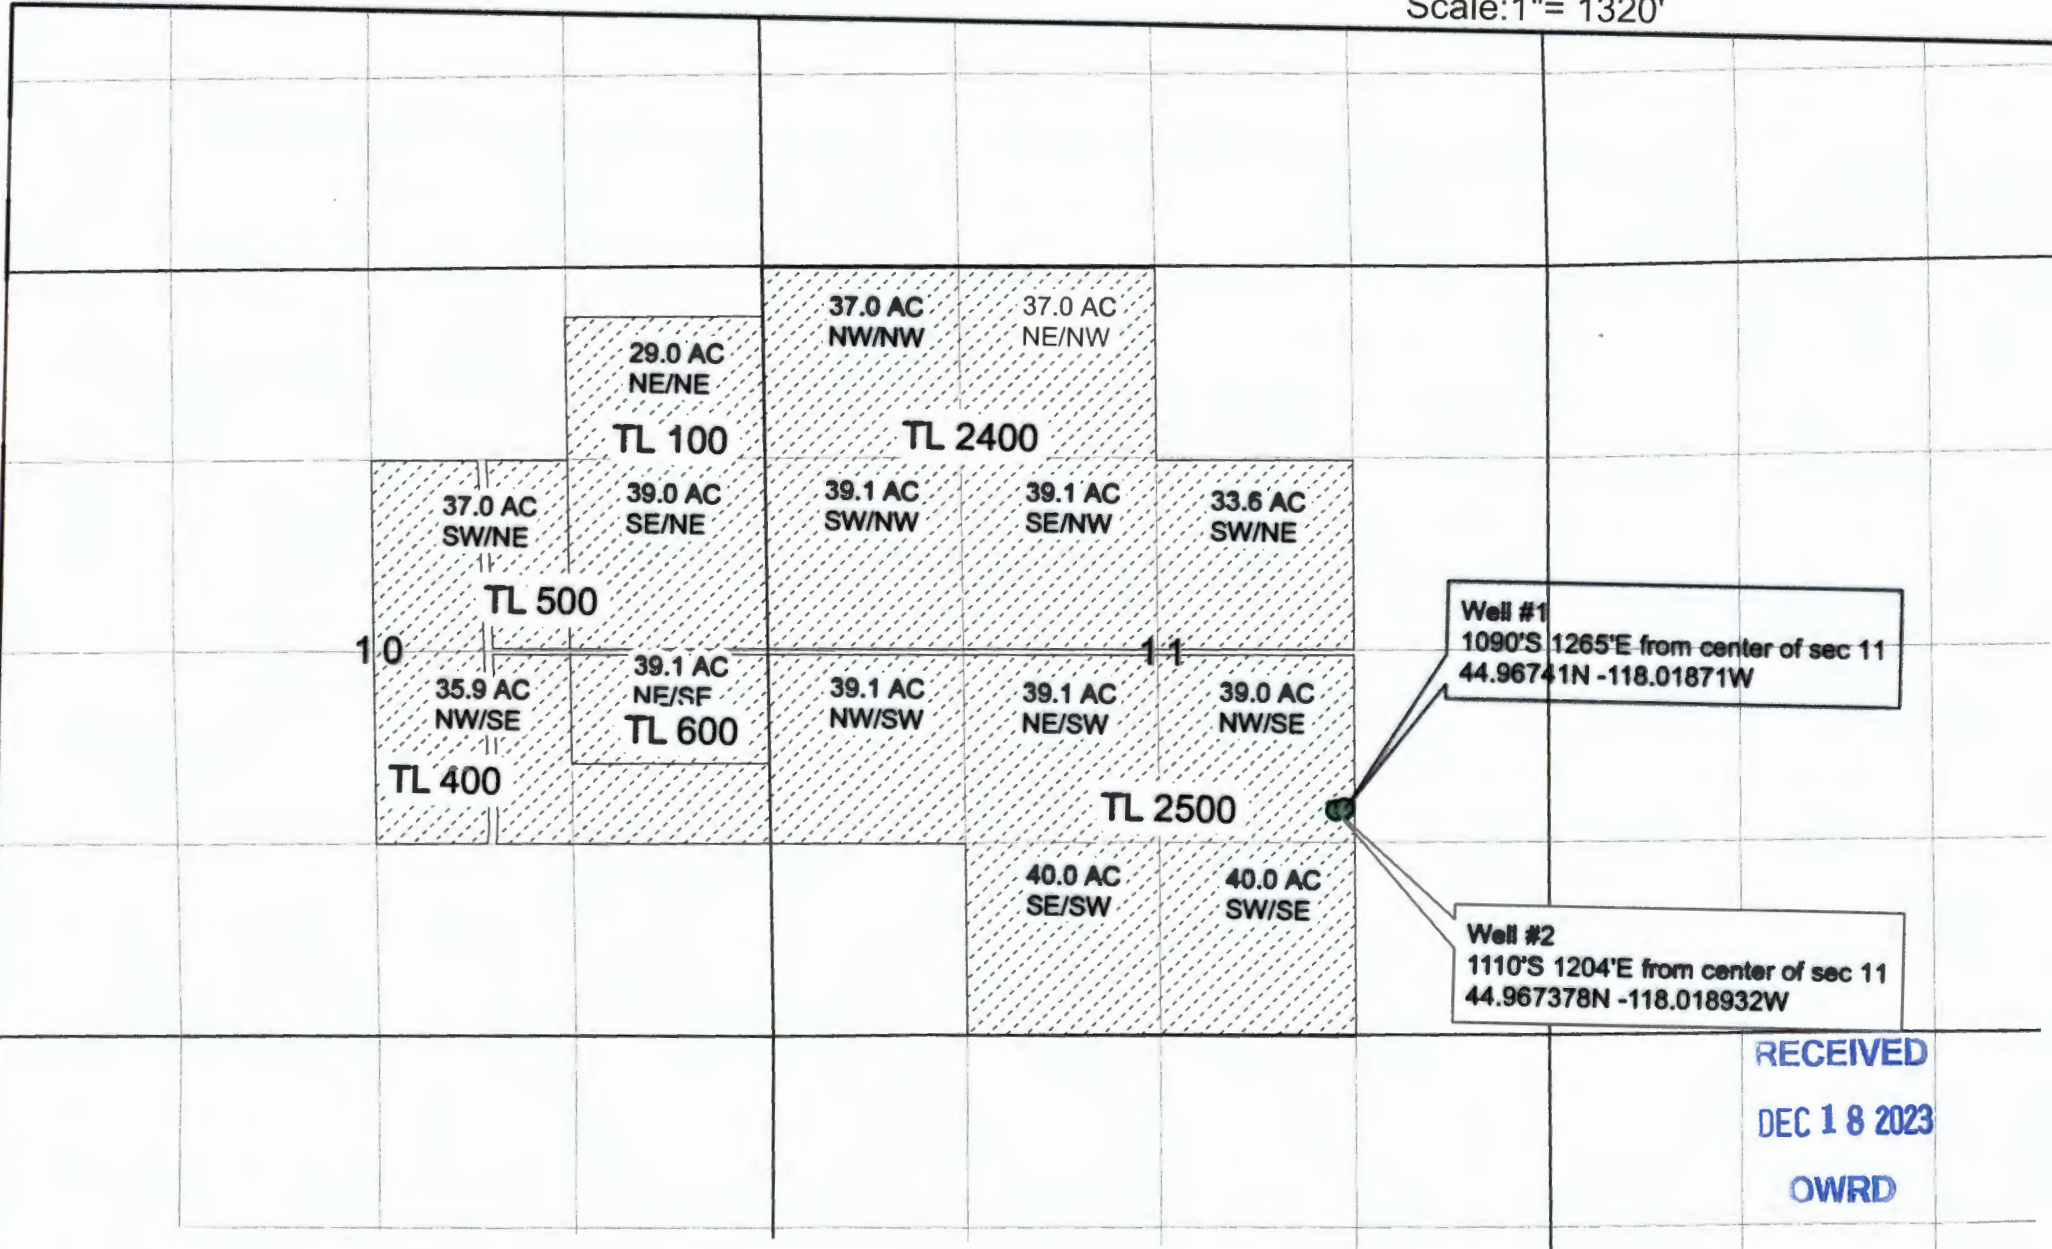 Scale:1"= 1320'
37.0 AC
NW/NW
37.0 AC
NE/NW
29.0 AC
NE/NE
TL 100
TL 2400
37.0 AC
SW/NE
39.0 AC
SE/NE
39.1 AC
SW/NW
39.1 AC
SE/NW
33.6 AC
SW/NE
TL 500
10
11
Well #1
1090'S 1265'E from center of sec 11
44.96741N -118.01871W
35.9 AC
NW/SE
39.1 AC
NE/SE
TL 600
39.1 AC
NW/SW
39.1 AC
NE/SW
39.0 AC
NW/SE
TL 400
TL 2500
40.0 AC
SE/SW
40.0 AC
SW/SE
Well #2
1110'S 1204'E from center of sec 11
44.967378N -118.018932W
RECEIVED
DEC 18 2023
OWRD